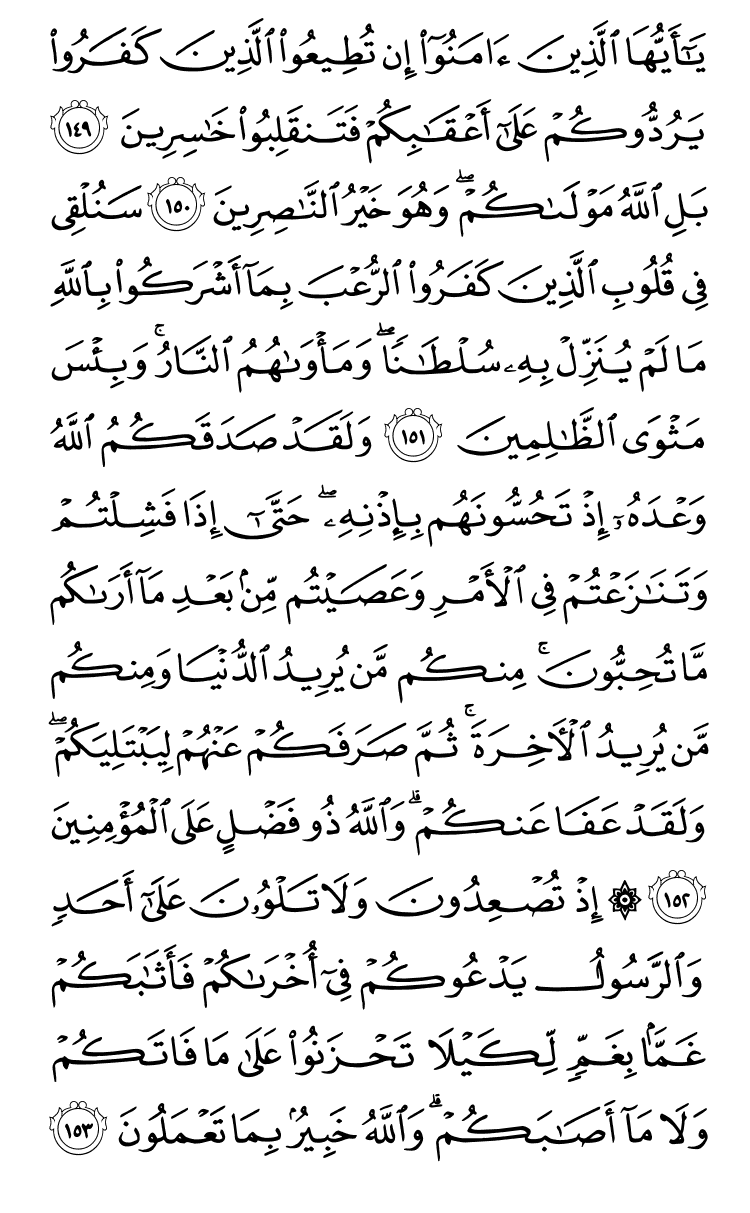 يَـٰٓأَيُّهَا ٱلَّذِينَ ءَامَنُوٓا۟ إِن تُطِيعُوا۟ ٱلَّذِينَ كَفَرُوا۟
يَرُدُّوكُمْ عَلَىٰٓ أَعْقَـٰبِكُمْ فَتَنقَلِبُوا۟ خَـٰسِرِينَ ١٤٩
بَلِ ٱللَّهُ مَوْلَىٰكُمْ ۖ وَهُوَ خَيْرُ ٱلنَّـٰصِرِينَ ١٥٠ سَنُلْقِى
فِى قُلُوبِ ٱلَّذِينَ كَفَرُوا۟ ٱلرُّعْبَ بِمَآ أَشْرَكُوا۟ بِٱللَّهِ
مَا لَمْ يُنَزِّلْ بِهِۦ سُلْطَـٰنًا ۖ وَمَأْوَىٰهُمُ ٱلنَّارُ ۚ وَبِئْسَ
مَثْوَى ٱلظَّـٰلِمِينَ ١٥١ وَلَقَدْ صَدَقَكُمُ ٱللَّهُ
وَعْدَهُۥٓ إِذْ تَحُسُّونَهُم بِإِذْنِهِۦ ۖ حَتَّىٰٓ إِذَا فَشِلْتُمْ
وَتَنَـٰزَعْتُمْ فِى ٱلْأَمْرِ وَعَصَيْتُم مِّنۢ بَعْدِ مَآ أَرَىٰكُم
مَّا تُحِبُّونَ ۚ مِنكُم مَّن يُرِيدُ ٱلدُّنْيَا وَمِنكُم
مَّن يُرِيدُ ٱلْـَٔاخِرَةَ ۚ ثُمَّ صَرَفَكُمْ عَنْهُمْ لِيَبْتَلِيَكُمْ ۖ
وَلَقَدْ عَفَا عَنكُمْ ۗ وَٱللَّهُ ذُو فَضْلٍ عَلَى ٱلْمُؤْمِنِينَ
١٥٢ ۞ إِذْ تُصْعِدُونَ وَلَا تَلْوُۥنَ عَلَىٰٓ أَحَدٍ
وَٱلرَّسُولُ يَدْعُوكُمْ فِىٓ أُخْرَىٰكُمْ فَأَثَـٰبَكُمْ
غَمًّۢا بِغَمٍّ لِّكَيْلَا تَحْزَنُوا۟ عَلَىٰ مَا فَاتَكُمْ
وَلَا مَآ أَصَـٰبَكُمْ ۗ وَٱللَّهُ خَبِيرٌۢ بِمَا تَعْمَلُونَ ١٥٣